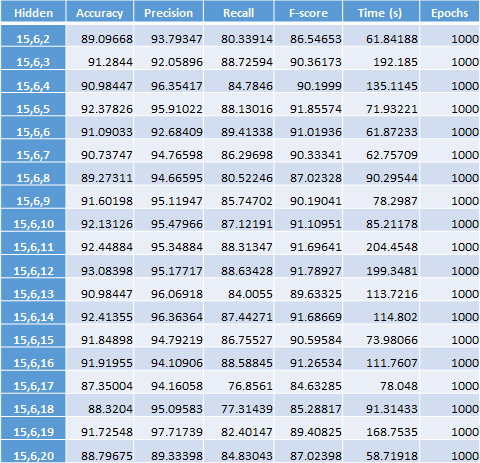 Hidden Accuracy Precision Recall F-score Time (s) Epochs
15,6,2 89.09668 93.79347 80.33914 86.54653 61.84188 1000
15,6,3 91.2844 92.05896 88.72594 90.36173 192.185 1000
15,6,4 90.98447 96.35417 84.7846 90.1999 135.1145 1000
15,6,5 92.37826 95.91022 88.13016 91.85574 71.93221 1000
15,6,6 91.09033 92.68409 89.41338 91.01936 61.87233 1000
15,6,7 90.73747 94.76598 86.29698 90.33341 62.75709 1000
15,6,8 89.27311 94.66595 80.52246 87.02328 90.29544 1000
15,6,9 91.60198 95.11947 85.74702 90.19041 78.2987 1000
15,6,10 92.13126 95.47966 87.12191 91.10951 85.21178 1000
15,6,11 92.44884 95.34884 88.31347 91.69641 204.4548 1000
15,6,12 93.08398 95.17717 88.63428 91.78927 199.3481 1000
15,6,13 90.98447 96.06918 84.0055 89.63325 113.7216 1000
15,6,14 92.41355 96.36364 87.44271 91.68669 114.802 1000
15,6,15 91.84898 94.79219 86.75527 90.59584 73.98066 1000
15,6,16 91.91955 94.10906 88.58845 91.26534 111.7607 1000
15,6,17 87.35004 94.16058 76.8561 84.63285 78.048 1000
15,6,18 88.3204 95.09583 77.31439 85.28817 91.31433 1000
15,6,19 91.72548 97.71739 82.40147 89.40825 168.7535 1000
15,6,20 88.79675 89.33398 84.83043 87.02398 58.71918 1000